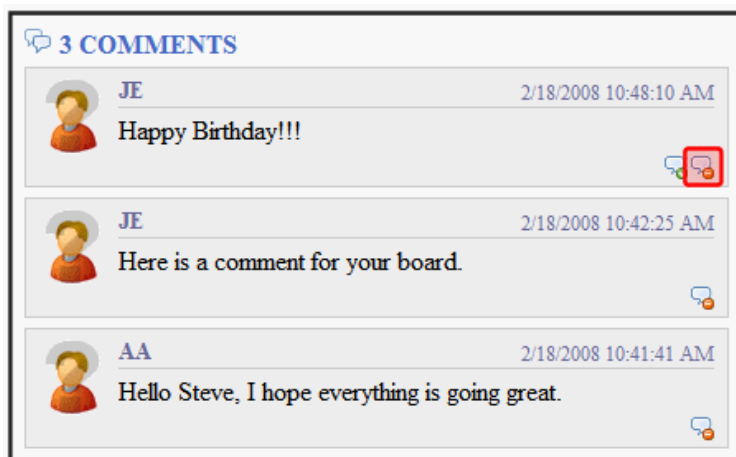 3 COMMENTS
JE 2/18/2008 10:48:10 AM
Happy Birthday!!!
JE 2/18/2008 10:42:25 AM
Here is a comment for your board.
AA 2/18/2008 10:41:41 AM
Hello Steve, I hope everything is going great.